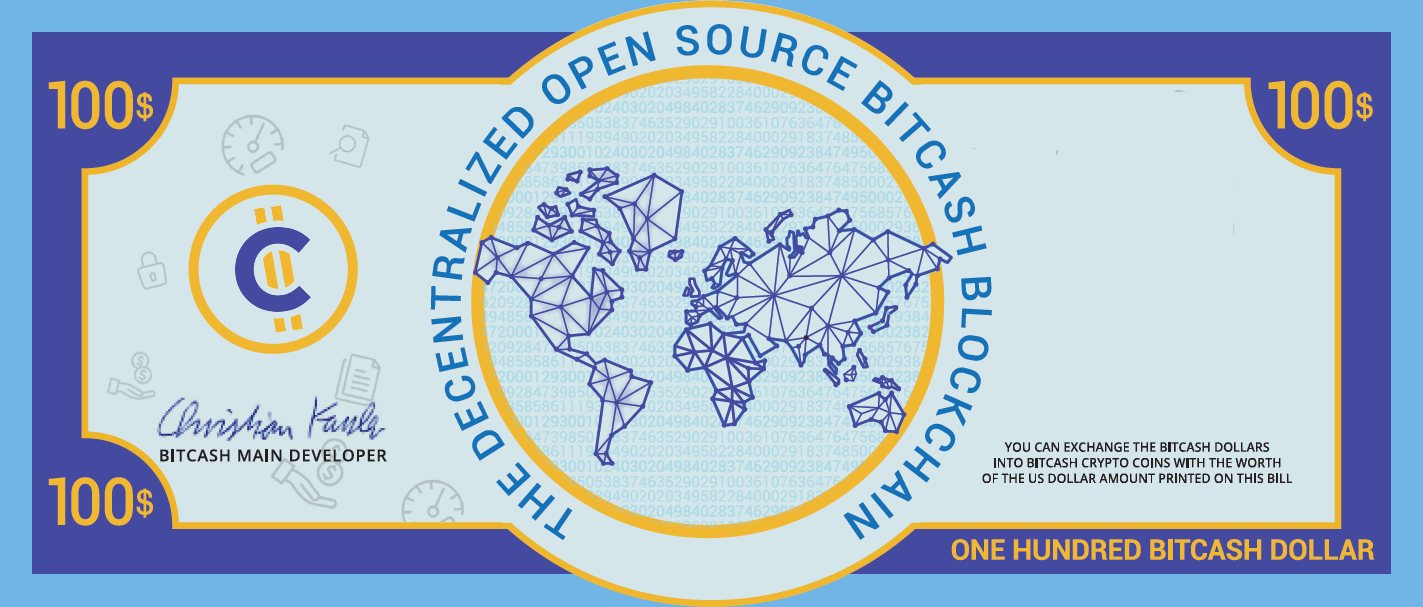 THE DECENTRALIZED OPEN SOURCE BITCASH BLOCKCHAIN
100$
100$
Christian
BITCASH MAIN DEVELOPER
100$
YOU CAN EXCHANGE THE BITCASH DOLLARS
INTO BITCASH CRYPTO COINS WITH THE WORTH
OF THE US DOLLAR AMOUNT PRINTED ON THIS BILL
ONE HUNDRED BITCASH DOLLAR